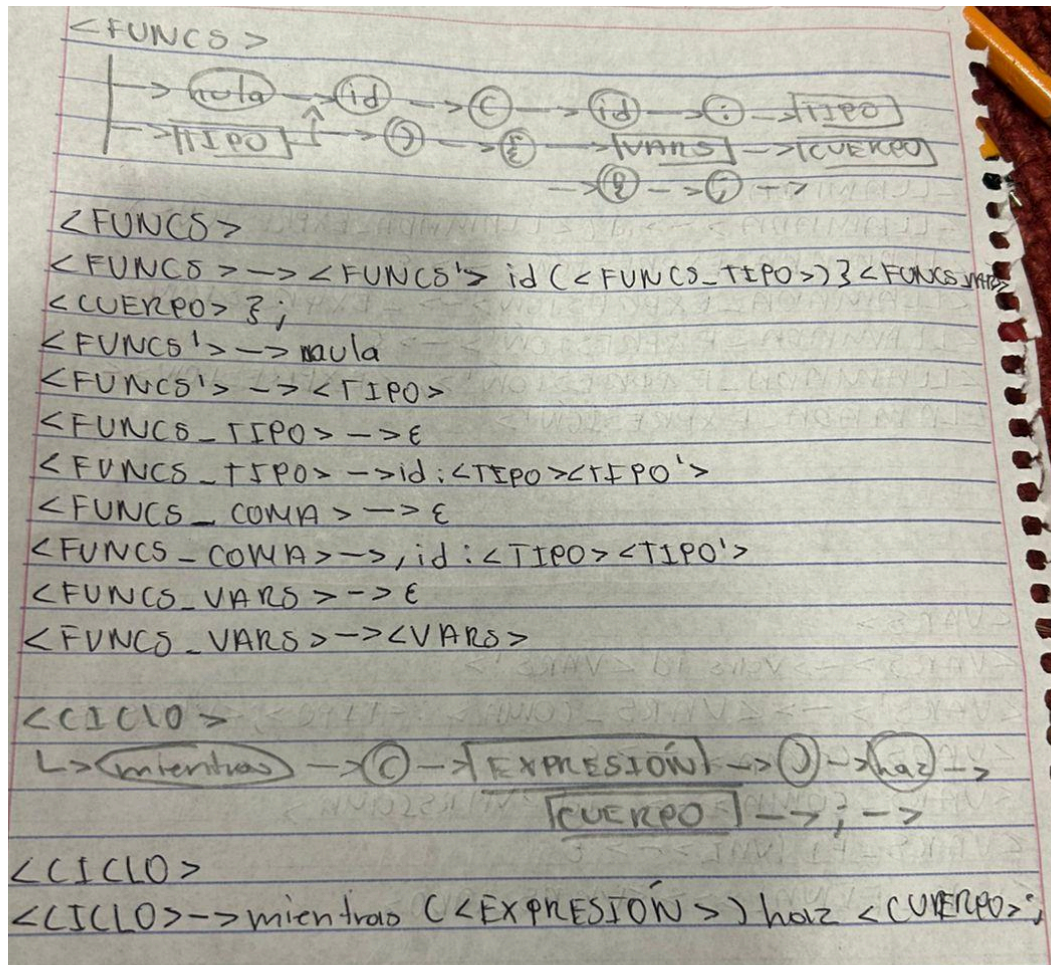 <FUNCS>
-> nula -> id -> ( -> id -> : -> TIPO
-> TIPO -> ) -> { -> VARS -> CUERPO
-> } -> ; ->
<FUNCS>
<FUNCS> -> <FUNCS'> id (<FUNCS_TIPO>) } <FUNCS_VARS>
<CUERPO> } ;
<FUNCS'> -> naula
<FUNCS'> -> <TIPO>
<FUNCS_TIPO> -> ε
<FUNCS_TIPO> -> id : <TIPO><TIPO'>
<FUNCS_COMA> -> ε
<FUNCS_COMA> -> , id : <TIPO><TIPO'>
<FUNCS_VARS> -> ε
<FUNCS_VARS> -> <VARS>
<CICLO>
-> mientras -> ( -> EXPRESIÓN -> ) -> haz ->
CUERPO -> ; ->
<CICLO>
<CICLO> -> mientras (<EXPRESIÓN>) haz <CUERPO> ;